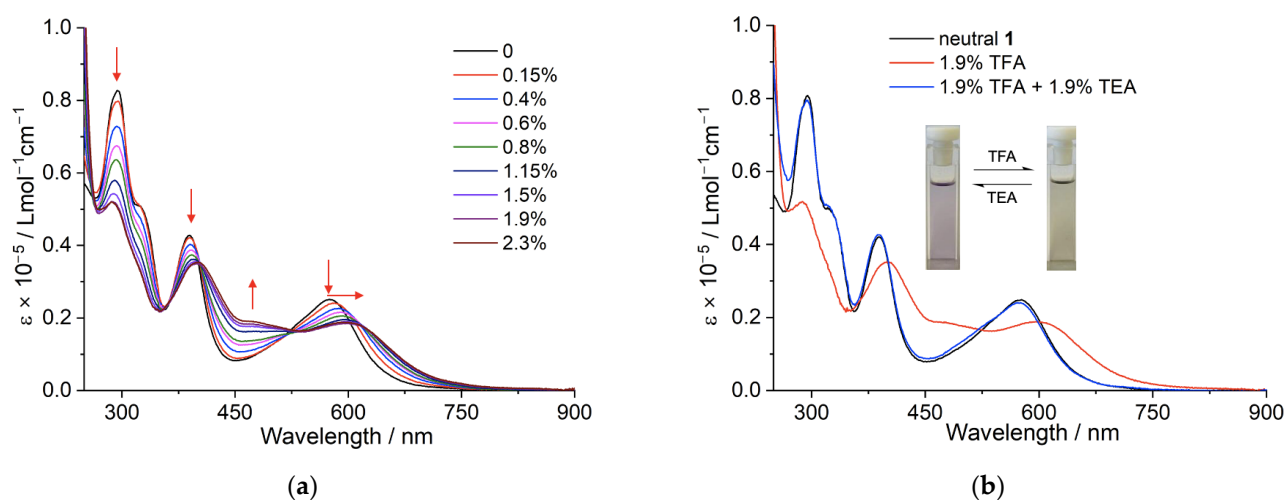 1.0
0.8
0.6
0.4
0.2
0.0
ε × 10⁻⁵ / Lmol⁻¹cm⁻¹
0
0.15%
0.4%
0.6%
0.8%
1.15%
1.5%
1.9%
2.3%
300 450 600 750 900
Wavelength / nm
(a)
1.0
0.8
0.6
0.4
0.2
0.0
ε × 10⁻⁵ / Lmol⁻¹cm⁻¹
neutral 1
1.9% TFA
1.9% TFA + 1.9% TEA
TFA
TEA
300 450 600 750 900
Wavelength / nm
(b)